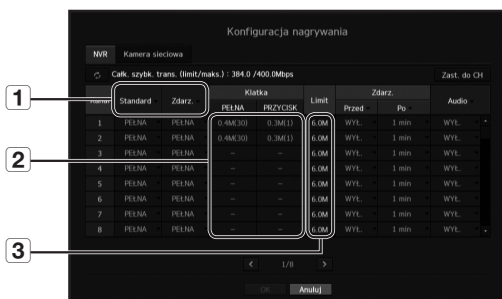 Konfiguracja nagrywania
NVR Kamera sieciowa
Całk. szybk. trans. (limit/maks.) : 384.0 /400.0Mbps Zast. do CH
Standard Zdarz. Klatka Limit Zdarz. Audio
PEŁNA PRZYCISK Przed Po
1 PEŁNA PEŁNA 0.4M(30) 0.3M(1) 6.0M WYŁ. 1 min WYŁ.
2 PEŁNA PEŁNA 0.4M(30) 0.3M(1) 6.0M WYŁ. 1 min WYŁ.
3 PEŁNA PEŁNA – – 6.0M WYŁ. 1 min WYŁ.
4 PEŁNA PEŁNA – – 6.0M WYŁ. 1 min WYŁ.
5 PEŁNA PEŁNA – – 6.0M WYŁ. 1 min WYŁ.
6 PEŁNA PEŁNA – – 6.0M WYŁ. 1 min WYŁ.
7 PEŁNA PEŁNA – – 6.0M WYŁ. 1 min WYŁ.
8 PEŁNA PEŁNA – – 6.0M WYŁ. 1 min WYŁ.
< 1/8 >
OK Anuluj
1
2
3